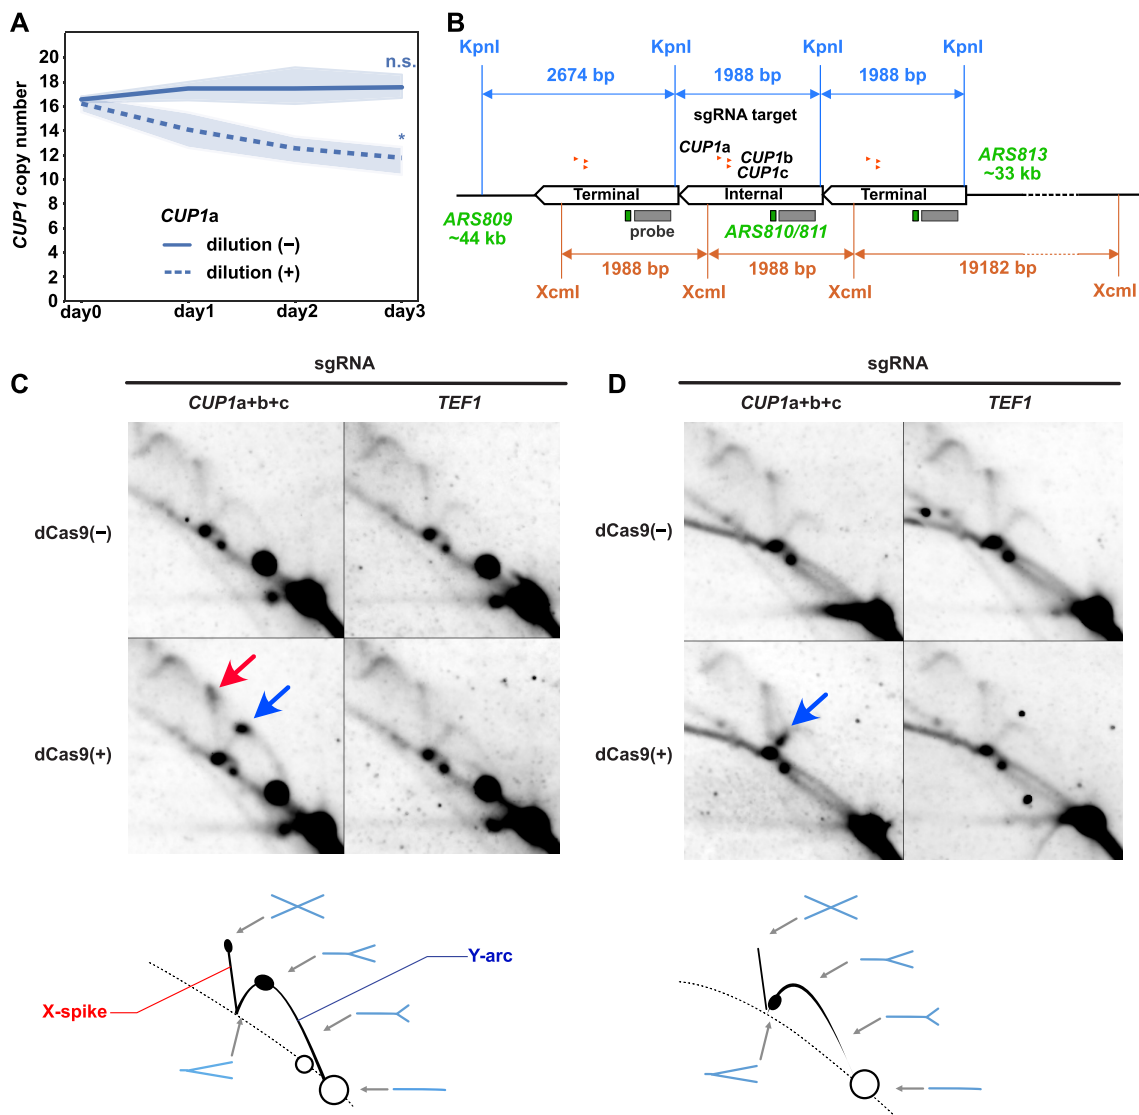 A
20
18
16
14
12
10
8
6
4
2
0
CUP1 copy number
n.s.
*
CUP1a
dilution (−)
dilution (+)
day0 day1 day2 day3
B
KpnI KpnI KpnI KpnI
2674 bp 1988 bp 1988 bp
sgRNA target
CUP1a
CUP1b
CUP1c
ARS813
~33 kb
Terminal Internal Terminal
ARS809
~44 kb
probe
ARS810/811
1988 bp 1988 bp 19182 bp
XcmI XcmI XcmI XcmI
C
sgRNA
CUP1a+b+c TEF1
dCas9(−)
dCas9(+)
X-spike
Y-arc
D
sgRNA
CUP1a+b+c TEF1
dCas9(−)
dCas9(+)